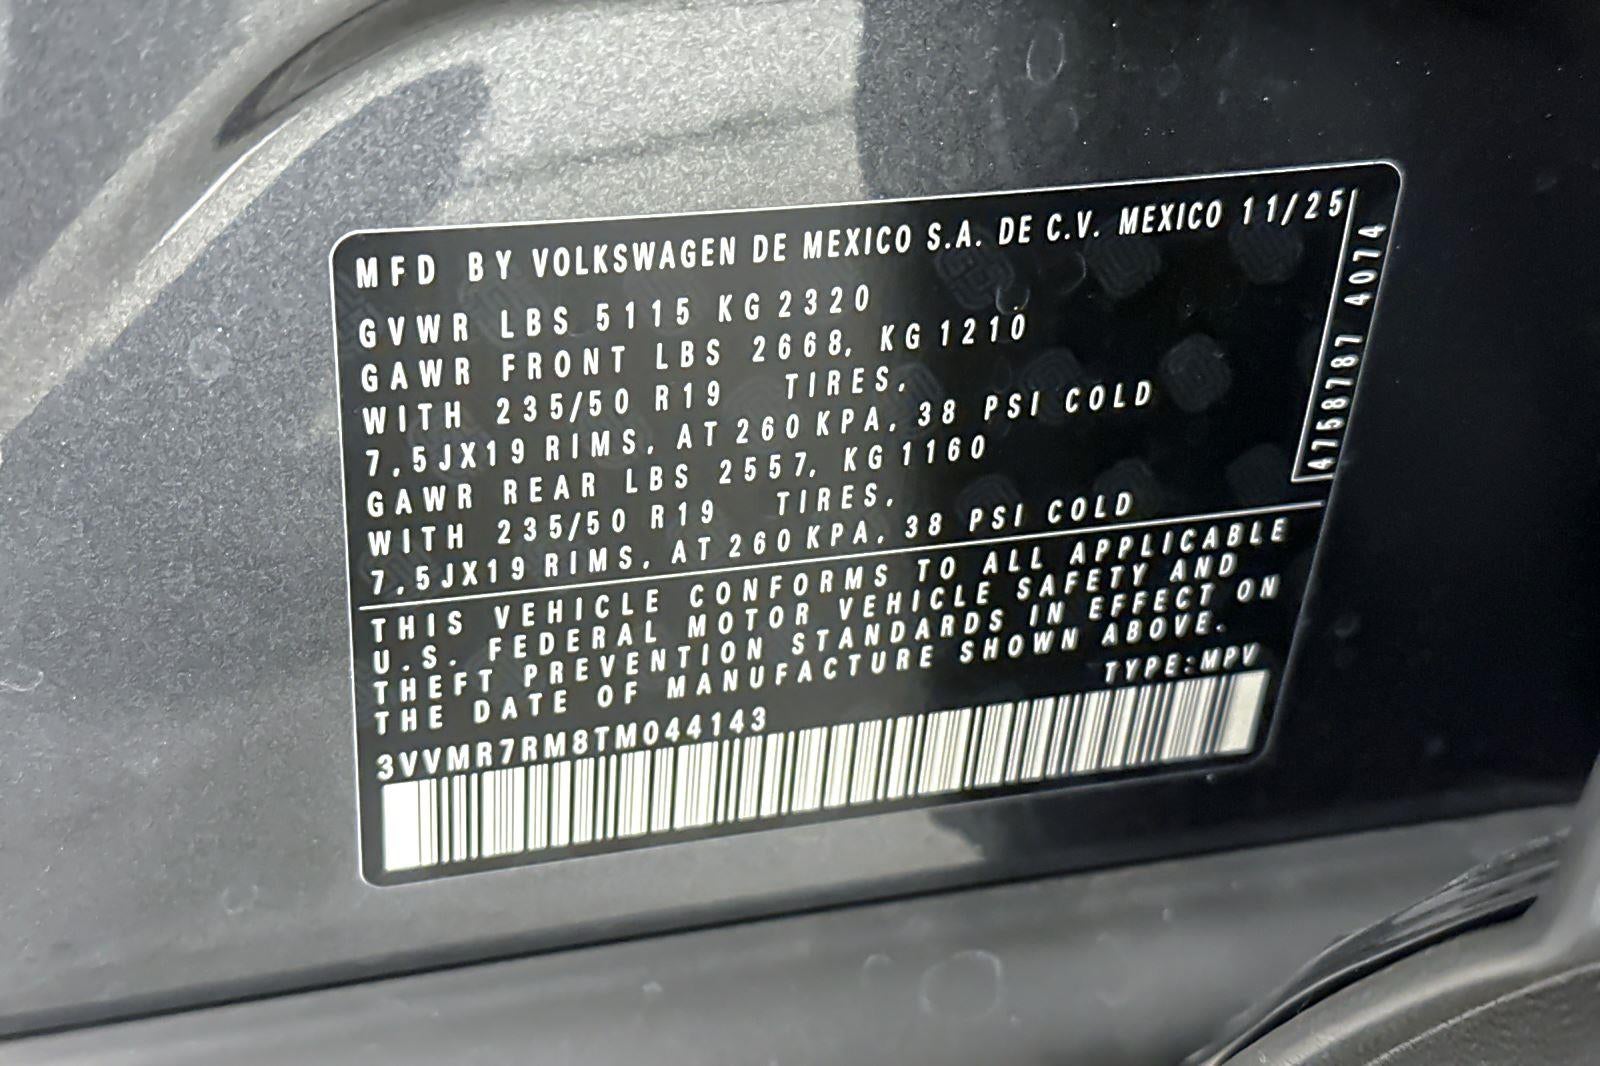 MFD BY VOLKSWAGEN DE MEXICO S.A. DE C.V. MEXICO 11/25
GVWR LBS 5115 KG 2320
GAWR FRONT LBS 2668, KG 1210
WITH 235/50 R19 TIRES,
7,5JX19 RIMS, AT 260 KPA, 38 PSI COLD
GAWR REAR LBS 2557, KG 1160
WITH 235/50 R19 TIRES,
7,5JX19 RIMS, AT 260 KPA, 38 PSI COLD
4758787 4074
THIS VEHICLE CONFORMS TO ALL APPLICABLE
U.S. FEDERAL MOTOR VEHICLE SAFETY AND
THEFT PREVENTION STANDARDS IN EFFECT ON
THE DATE OF MANUFACTURE SHOWN ABOVE.
TYPE:MPV
3VVMR7RM8TM044143